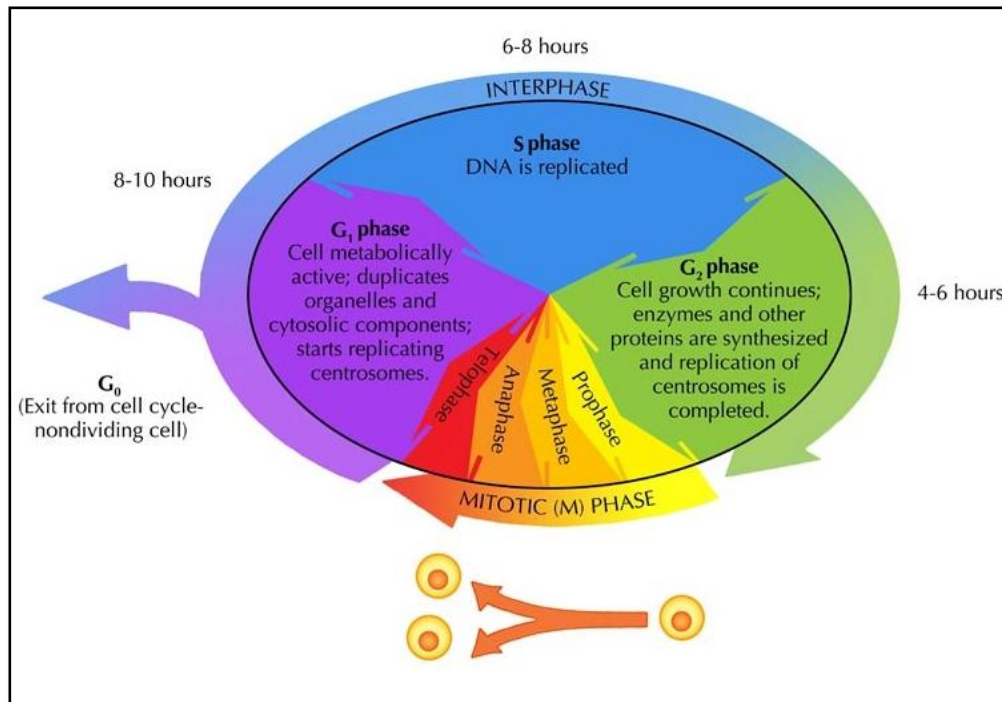 6-8 hours
INTERPHASE
S phase
DNA is replicated
8-10 hours
G₁ phase
Cell metabolically
active; duplicates
organelles and
cytosolic components;
starts replicating
centrosomes.
G₂ phase
Cell growth continues;
enzymes and other
proteins are synthesized
and replication of
centrosomes is
completed.
4-6 hours
G₀
(Exit from cell cycle-
nondividing cell)
Telophase
Anaphase
Metaphase
Prophase
MITOTIC (M) PHASE